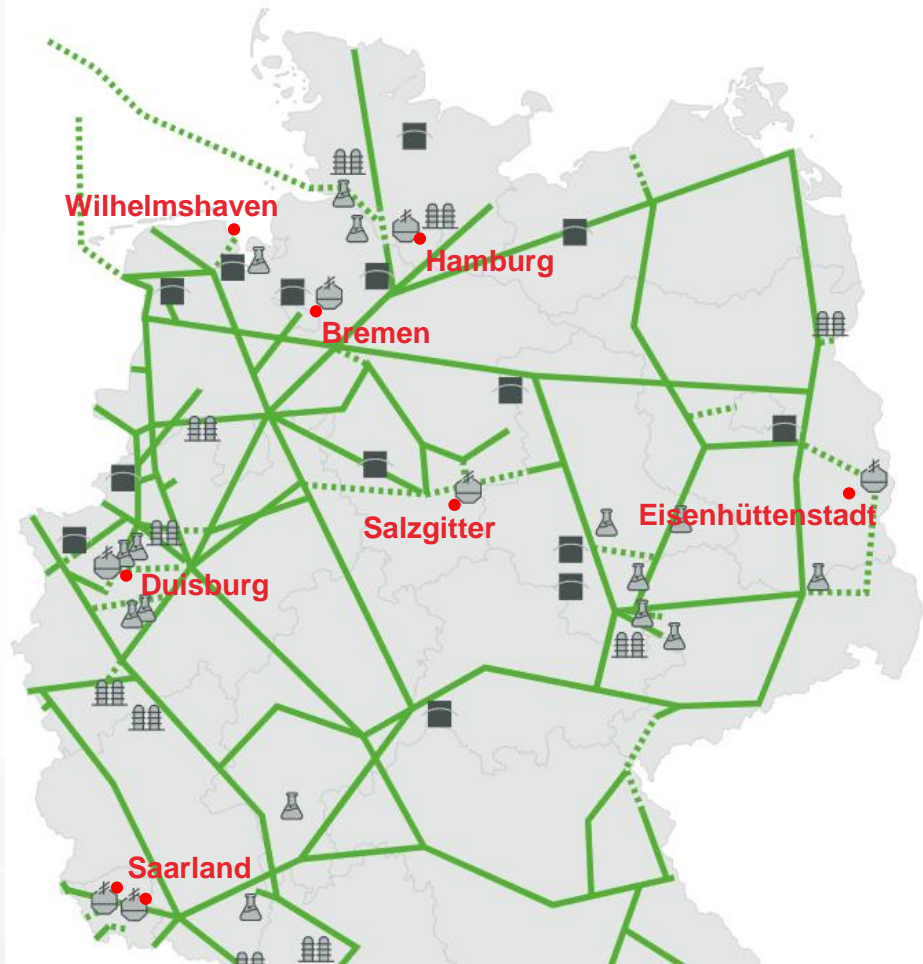 Wilhelmshaven
Hamburg
Bremen
Salzgitter
Eisenhüttenstadt
Duisburg
Saarland